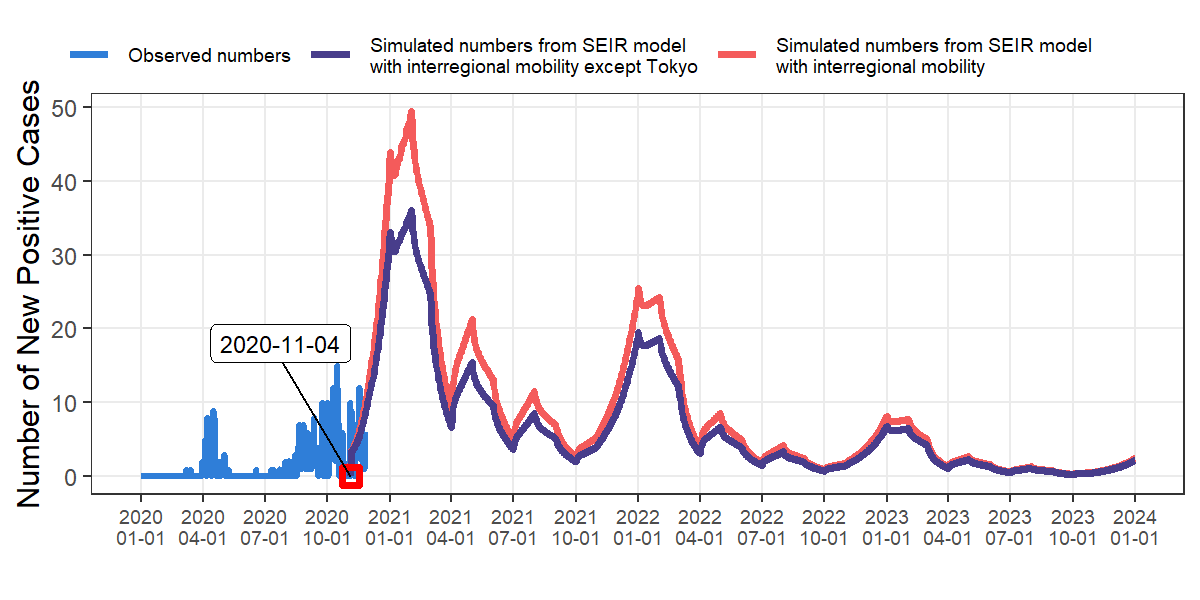 Observed numbers
Simulated numbers from SEIR model
with interregional mobility except Tokyo
Simulated numbers from SEIR model
with interregional mobility
Number of New Positive Cases
50
40
30
20
10
0
2020-11-04
2020 2020 2020 2020 2021 2021 2021 2021 2022 2022 2022 2022 2023 2023 2023 2023 2024
01-01 04-01 07-01 10-01 01-01 04-01 07-01 10-01 01-01 04-01 07-01 10-01 01-01 04-01 07-01 10-01 01-01